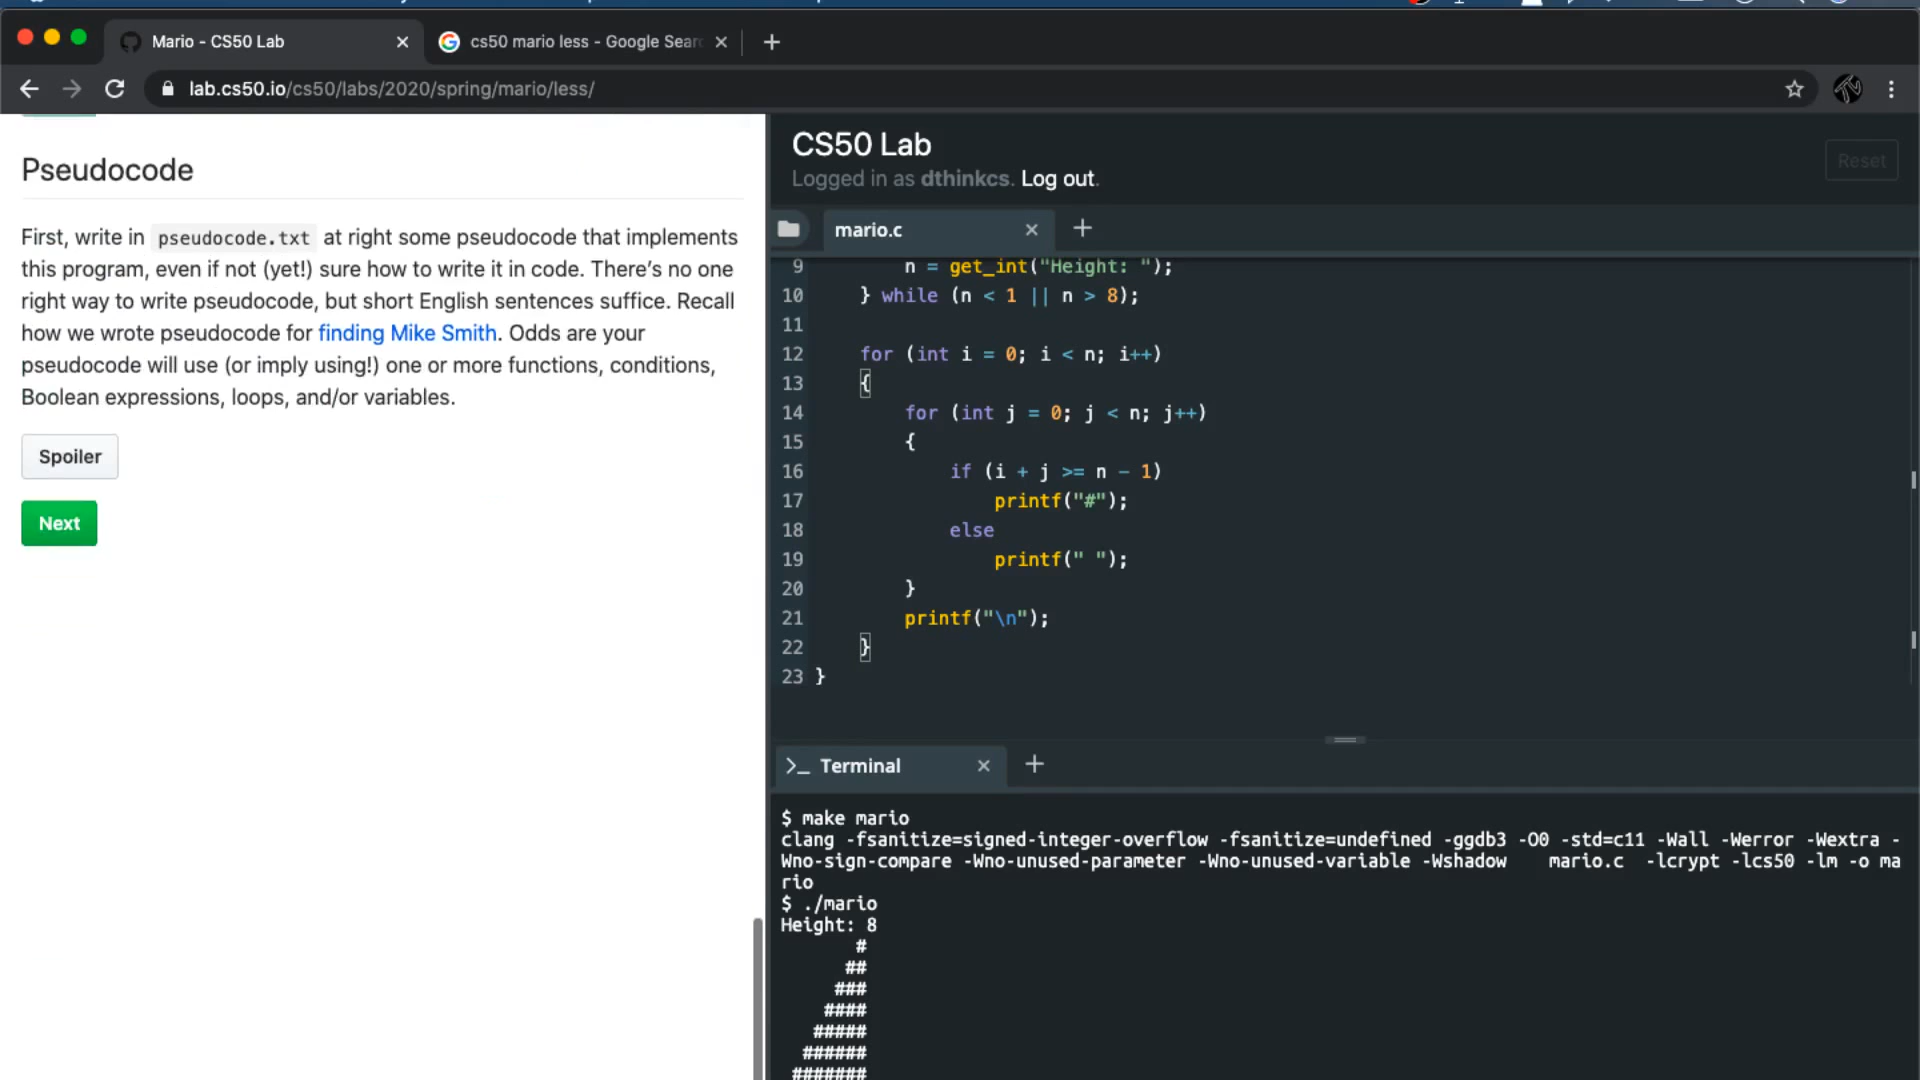 Mario - CS50 Lab
cs50 mario less - Google Sear
lab.cs50.io/cs50/labs/2020/spring/mario/less/
Pseudocode
First, write in pseudocode.txt at right some pseudocode that implements
this program, even if not (yet!) sure how to write it in code. There's no one
right way to write pseudocode, but short English sentences suffice. Recall
how we wrote pseudocode for finding Mike Smith. Odds are your
pseudocode will use (or imply using!) one or more functions, conditions,
Boolean expressions, loops, and/or variables.
Spoiler
Next
CS50 Lab
Reset
Logged in as dthinkcs. Log out.
mario.c
9 n = get_int("Height: ");
10 } while (n < 1 || n > 8);
11
12 for (int i = 0; i < n; i++)
13 {
14 for (int j = 0; j < n; j++)
15 {
16 if (i + j >= n - 1)
17 printf("#");
18 else
19 printf(" ");
20 }
21 printf("\n");
22 }
23 }
>_ Terminal
$ make mario
clang -fsanitize=signed-integer-overflow -fsanitize=undefined -ggdb3 -O0 -std=c11 -Wall -Werror -Wextra -
Wno-sign-compare -Wno-unused-parameter -Wno-unused-variable -Wshadow mario.c -lcrypt -lcs50 -lm -o ma
rio
$ ./mario
Height: 8
#
##
###
####
#####
######
#######